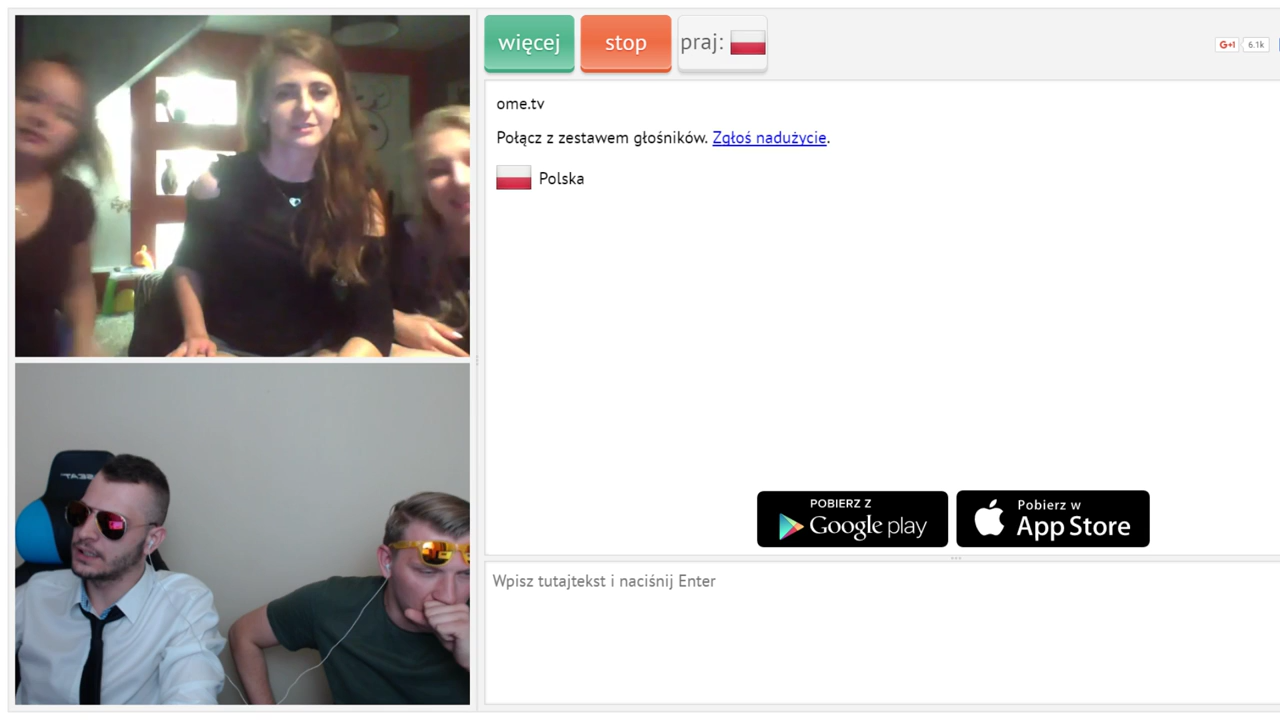 więcej
stop
praj:
G+1
6.1k
ome.tv
Połącz z zestawem głośników. Zgłoś nadużycie.
Polska
POBIERZ Z
Google play
Pobierz w
App Store
Wpisz tutajtekst i naciśnij Enter